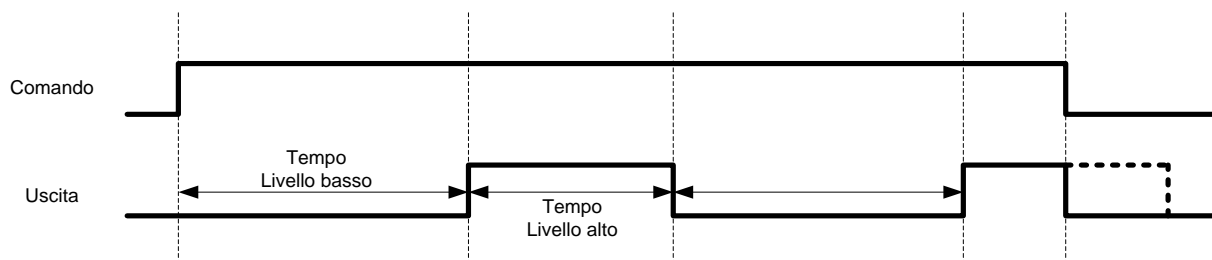 Comando
Tempo
Livello basso
Uscita
Tempo
Livello alto